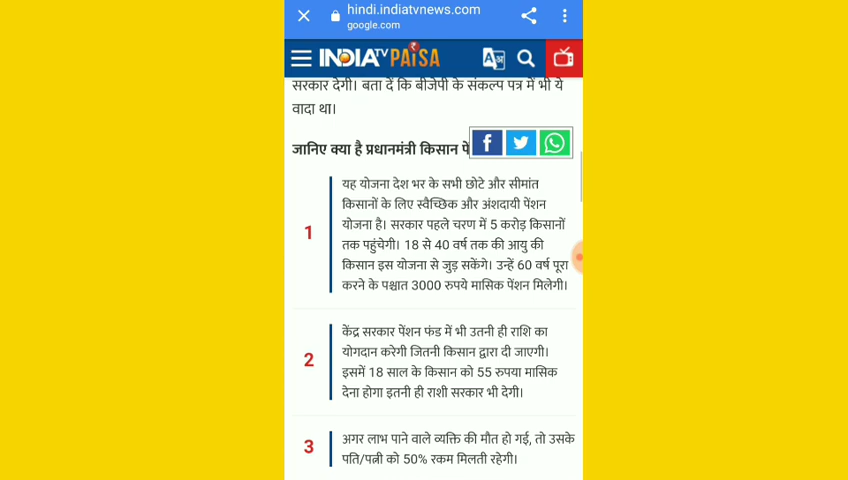 hindi.indiatvnews.com
google.com
INDIA TV PAISA
सरकार देगी। बता दें कि बीजेपी के संकल्प पत्र में भी ये
वादा था।
जानिए क्या है प्रधानमंत्री किसान
यह योजना देश भर के सभी छोटे और सीमांत
किसानों के लिए स्वैच्छिक और अंशदायी पेंशन
योजना है। सरकार पहले चरण में 5 करोड़ किसानों
1
तक पहुंचेगी। 18 से 40 वर्ष तक की आयु की
किसान इस योजना से जुड़ सकेंगे। उन्हें 60 वर्ष पूरा
करने के पश्चात 3000 रुपये मासिक पेंशन मिलेगी।
केंद्र सरकार पेंशन फंड में भी उतनी ही राशि का
योगदान करेगी जितनी किसान द्वारा दी जाएगी।
2
इसमें 18 साल के किसान को 55 रुपया मासिक
देना होगा इतनी ही राशी सरकार भी देगी।
3
अगर लाभ पाने वाले व्यक्ति की मौत हो गई, तो उसके
पति/पत्नी को 50% रकम मिलती रहेगी।